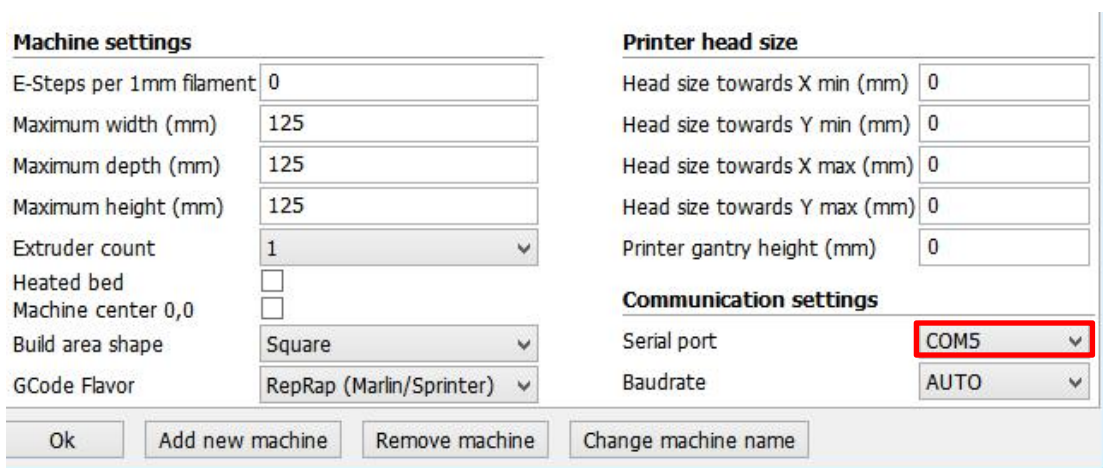 Machine settings
E-Steps per 1mm filament 0
Maximum width (mm) 125
Maximum depth (mm) 125
Maximum height (mm) 125
Extruder count 1
Heated bed
Machine center 0,0
Build area shape Square
GCode Flavor RepRap (Marlin/Sprinter)
Printer head size
Head size towards X min (mm) 0
Head size towards Y min (mm) 0
Head size towards X max (mm) 0
Head size towards Y max (mm) 0
Printer gantry height (mm) 0
Communication settings
Serial port COM5
Baudrate AUTO
Ok Add new machine Remove machine Change machine name